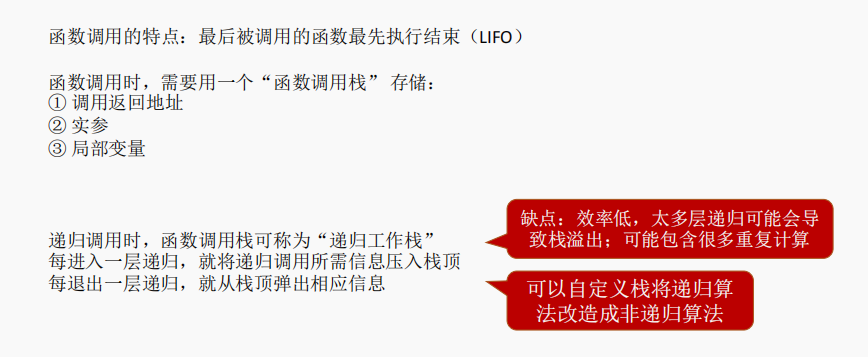 函数调用的特点：最后被调用的函数最先执行结束（LIFO）
函数调用时，需要用一个“函数调用栈” 存储：
① 调用返回地址
② 实参
③ 局部变量
递归调用时，函数调用栈可称为“递归工作栈”
每进入一层递归，就将递归调用所需信息压入栈顶
每退出一层递归，就从栈顶弹出相应信息
缺点：效率低，太多层递归可能会导
致栈溢出；可能包含很多重复计算
可以自定义栈将递归算
法改造成非递归算法